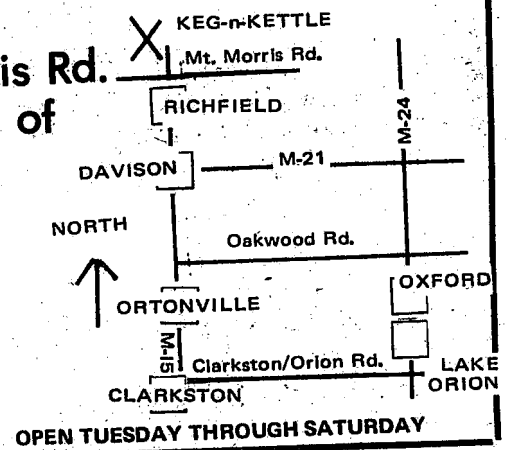 KEG-n-KETTLE
is Rd.
Mt. Morris Rd.
of
RICHFIELD
M-24
DAVISON
M-21
NORTH
Oakwood Rd.
OXFORD
ORTONVILLE
M-15
Clarkston/Orion Rd.
LAKE
ORION
CLARKSTON
OPEN TUESDAY THROUGH SATURDAY